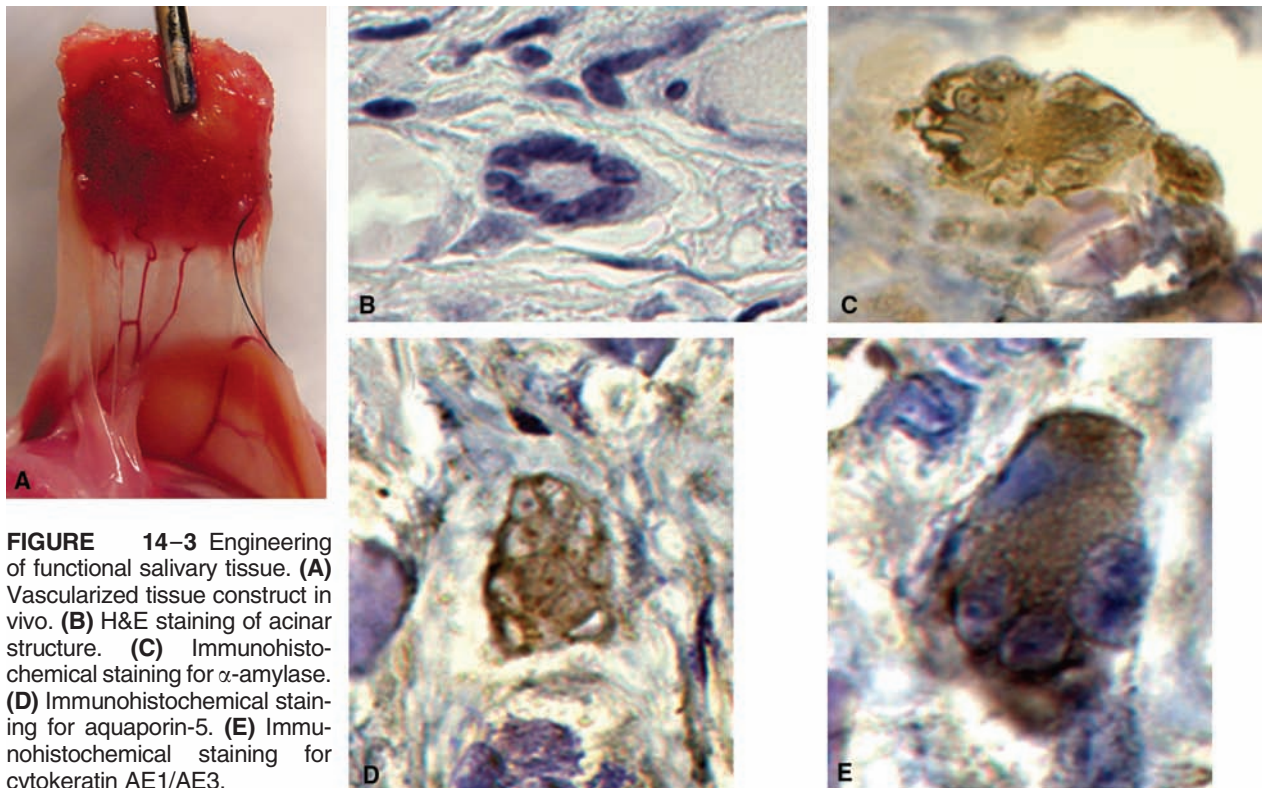 A
B
C
FIGURE 14–3 Engineering
of functional salivary tissue. (A)
Vascularized tissue construct in
vivo. (B) H&E staining of acinar
structure. (C) Immunohisto-
chemical staining for α-amylase.
(D) Immunohistochemical stain-
ing for aquaporin-5. (E) Immu-
nohistochemical staining for
cytokeratin AE1/AE3.
D
E